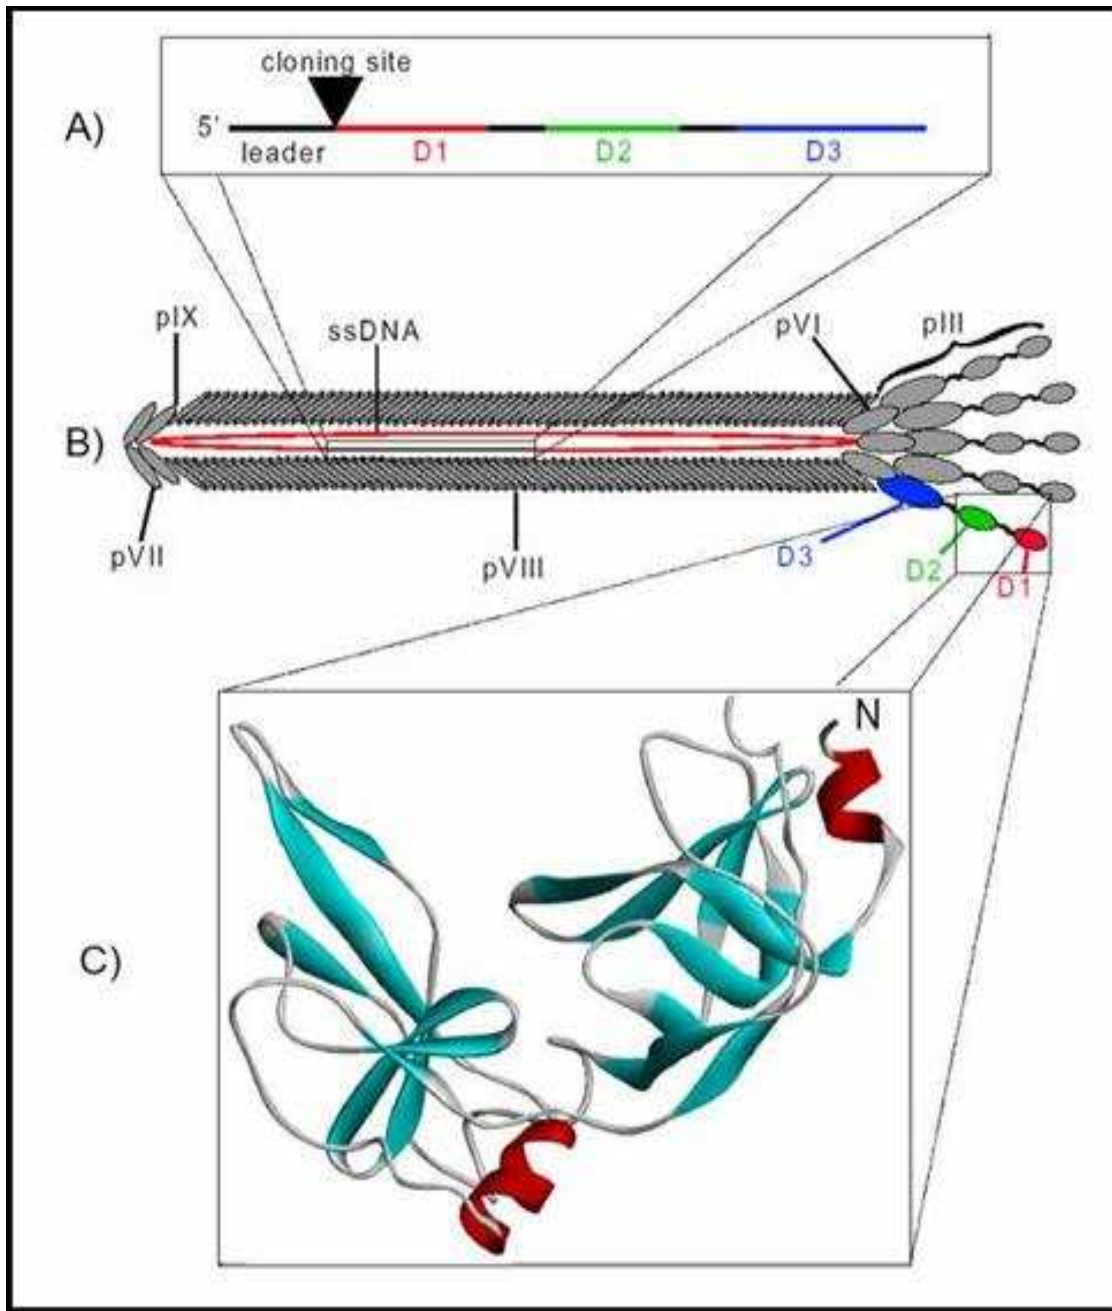 cloning site
A)
5'
leader
D1
D2
D3
pIX
ssDNA
pVI
pIII
B)
pVII
pVIII
D3
D2
D1
N
C)